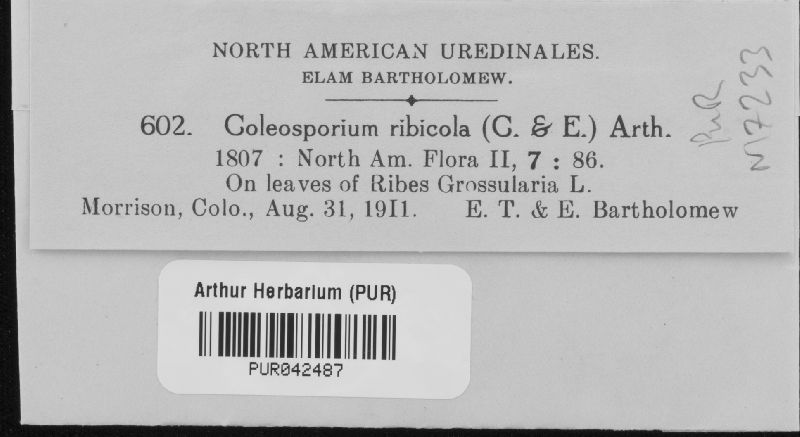 NORTH AMERICAN UREDINALES.
ELAM BARTHOLOMEW.
602. Coleosporium ribicola (C. & E.) Arth.
1807 : North Am. Flora II, 7 : 86.
On leaves of Ribes Grossularia L.
Morrison, Colo., Aug. 31, 1911. E. T. & E. Bartholomew
PUR
N7233
Arthur Herbarium (PUR)
PUR042487